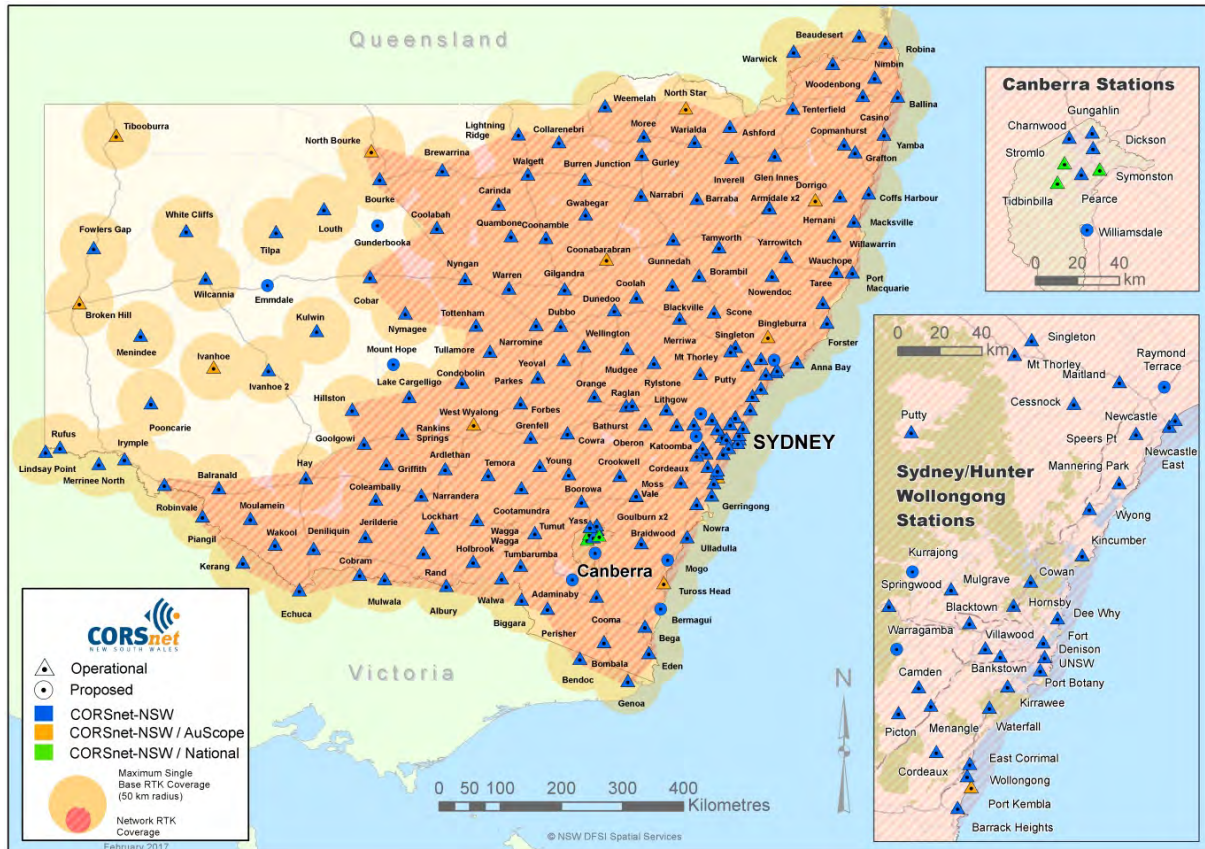 Queensland
Beaudesert
Robina
Warwick
Nimbin
Woodenbong
Weemelah
North Star
Tenterfield
Ballina
Tibooburra
Casino
Lightning
Ridge
Collarenebri
Moree
Warialda
Ashford
Copmanhurst
Yamba
North Bourke
Brewarrina
Walgett
Burren Junction
Gurley
Grafton
Inverell
Glen Innes
Dorrigo
Bourke
Carinda
Narrabri
Barraba
Armidale x2
Coffs Harbour
White Cliffs
Louth
Coolabah
Gwabegar
Hernani
Macksville
Fowlers Gap
Tilpa
Gunderbooka
Quambone
Coonamble
Tamworth
Yarrowitch
Willawarrin
Coonabarabran
Gunnedah
Wauchope
Wilcannia
Emmdale
Cobar
Nyngan
Warren
Gilgandra
Coolah
Borambil
Nowendoc
Taree
Port
Macquarie
Broken Hill
Kulwin
Nymagee
Tottenham
Dubbo
Dunedoo
Blackville
Scone
Bingleburra
Menindee
Ivanhoe
Mount Hope
Tullamore
Narromine
Wellington
Merriwa
Singleton
Forster
Ivanhoe 2
Lake Cargelligo
Condobolin
Yeoval
Mudgee
Mt Thorley
Anna Bay
Parkes
Orange
Rylstone
Putty
Pooncarie
Hillston
West Wyalong
Forbes
Raglan
Lithgow
Rufus
Irymple
Goolgowi
Rankins
Springs
Grenfell
Cowra
Bathurst
Oberon
Katoomba
SYDNEY
Lindsay Point
Merrinee North
Balranald
Hay
Griffith
Ardlethan
Temora
Young
Crookwell
Cordeaux
Robinvale
Moulamein
Coleambally
Narrandera
Cootamundra
Boorowa
Moss
Vale
Gerringong
Piangil
Wakool
Deniliquin
Jerilderie
Lockhart
Wagga
Wagga
Tumut
Yass
Goulburn x2
Braidwood
Nowra
Ulladulla
Kerang
Cobram
Rand
Holbrook
Tumbarumba
Canberra
Mogo
Tuross Head
Echuca
Mulwala
Albury
Walwa
Adaminaby
Bermagui
Biggara
Perisher
Cooma
Bega
Bombala
Eden
Bendoc
Genoa
Victoria
N
0 50 100 200 300 400
Kilometres
© NSW DFSI Spatial Services
CORSnet
NEW SOUTH WALES
Operational
Proposed
CORSnet-NSW
CORSnet-NSW / AuScope
CORSnet-NSW / National
Maximum Single
Base RTK Coverage
(50 km radius)
Network RTK
Coverage
February 2017
Canberra Stations
Gungahlin
Charnwood
Dickson
Stromlo
Symonston
Tidbinbilla
Pearce
Williamsdale
0 20 40
km
0 20 40
km
Singleton
Mt Thorley
Raymond
Terrace
Maitland
Cessnock
Putty
Newcastle
Speers Pt
Newcastle
East
Sydney/Hunter
Wollongong
Stations
Mannering Park
Wyong
Kincumber
Kurrajong
Cowan
Springwood
Mulgrave
Hornsby
Blacktown
Dee Why
Warragamba
Villawood
Fort
Denison
Bankstown
UNSW
Camden
Port Botany
Kirrawee
Picton
Menangle
Waterfall
Cordeaux
East Corrimal
Wollongong
Port Kembla
Barrack Heights